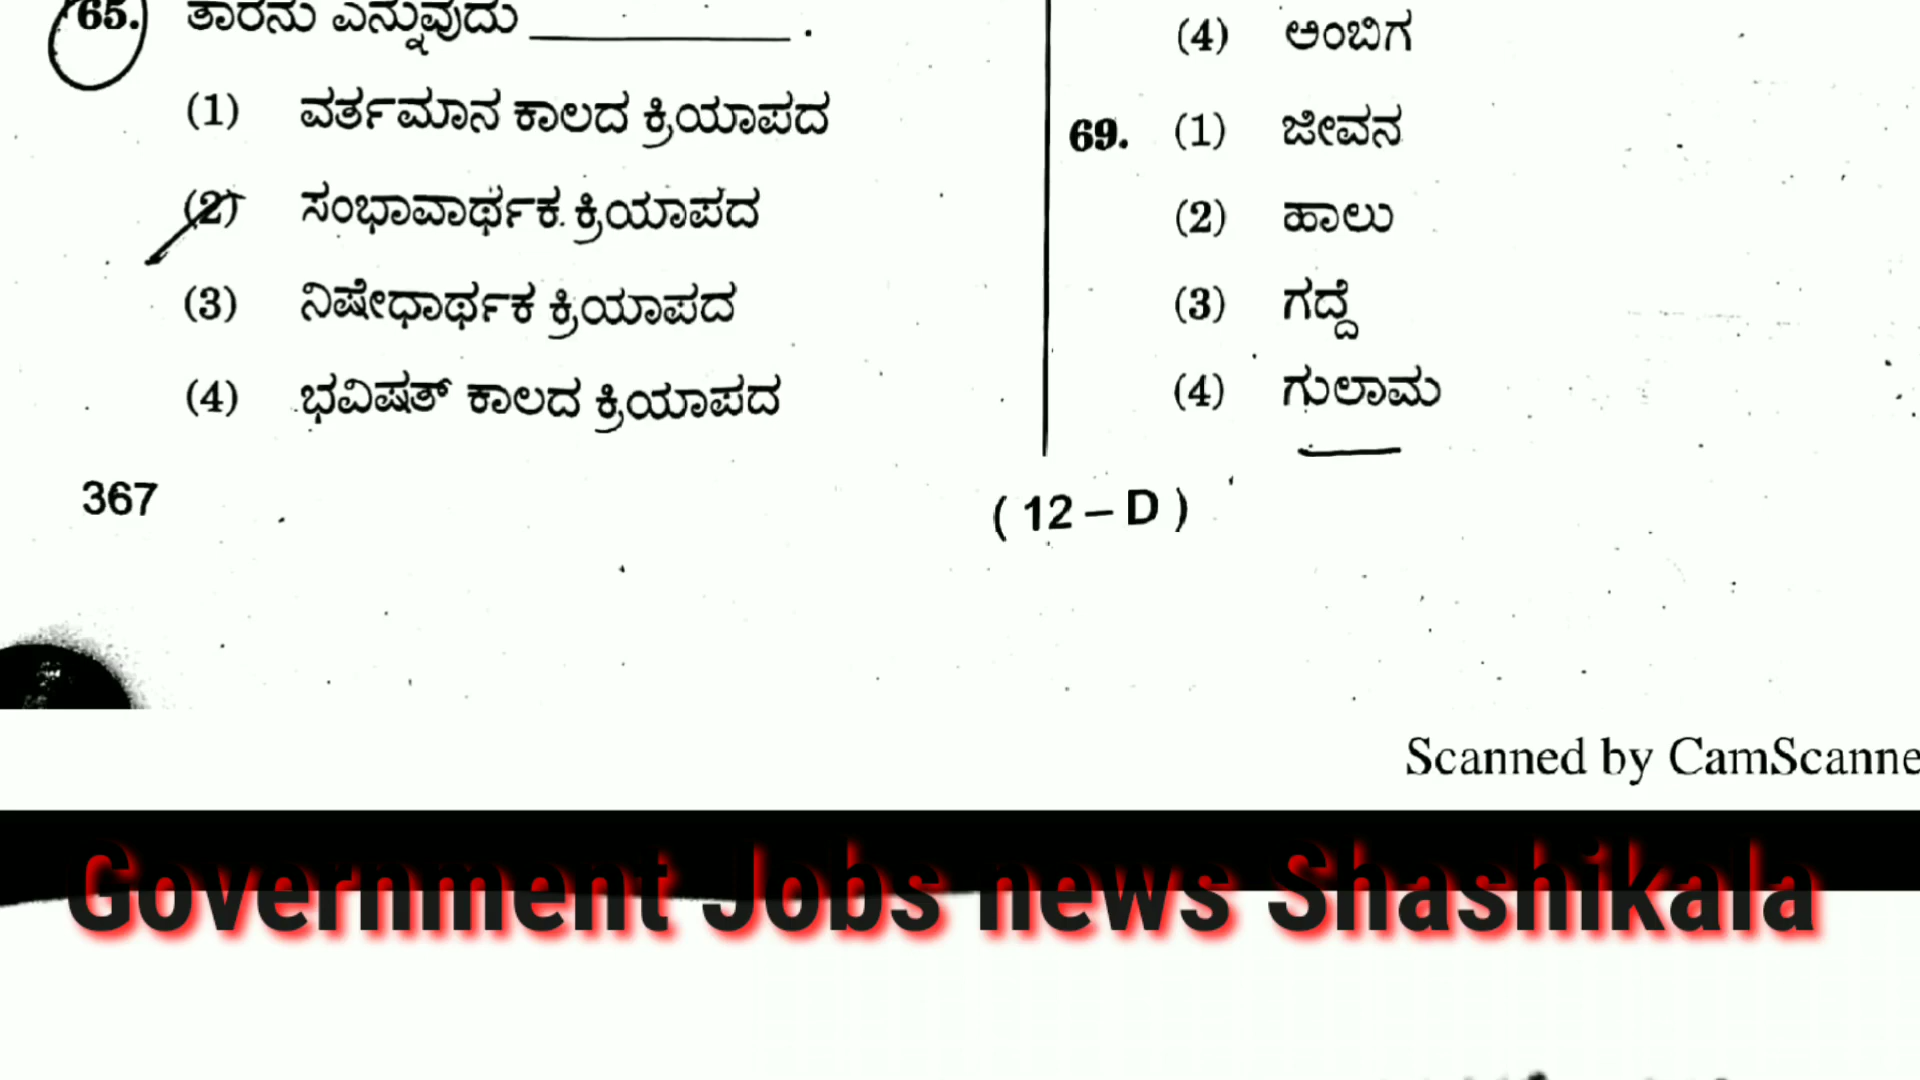 65. ತಾರನು ಎನ್ನುವುದು __________ .
(1) ವರ್ತಮಾನ ಕಾಲದ ಕ್ರಿಯಾಪದ
(2) ಸಂಭಾವಾರ್ಥಕ ಕ್ರಿಯಾಪದ
(3) ನಿಷೇಧಾರ್ಥಕ ಕ್ರಿಯಾಪದ
(4) ಭವಿಷತ್ ಕಾಲದ ಕ್ರಿಯಾಪದ
367
(4) ಅಂಬಿಗ
69. (1) ಜೀವನ
(2) ಹಾಲು
(3) ಗದ್ದೆ
(4) ಗುಲಾಮ
( 12 – D )
Scanned by CamScanne
Government Jobs news Shashikala